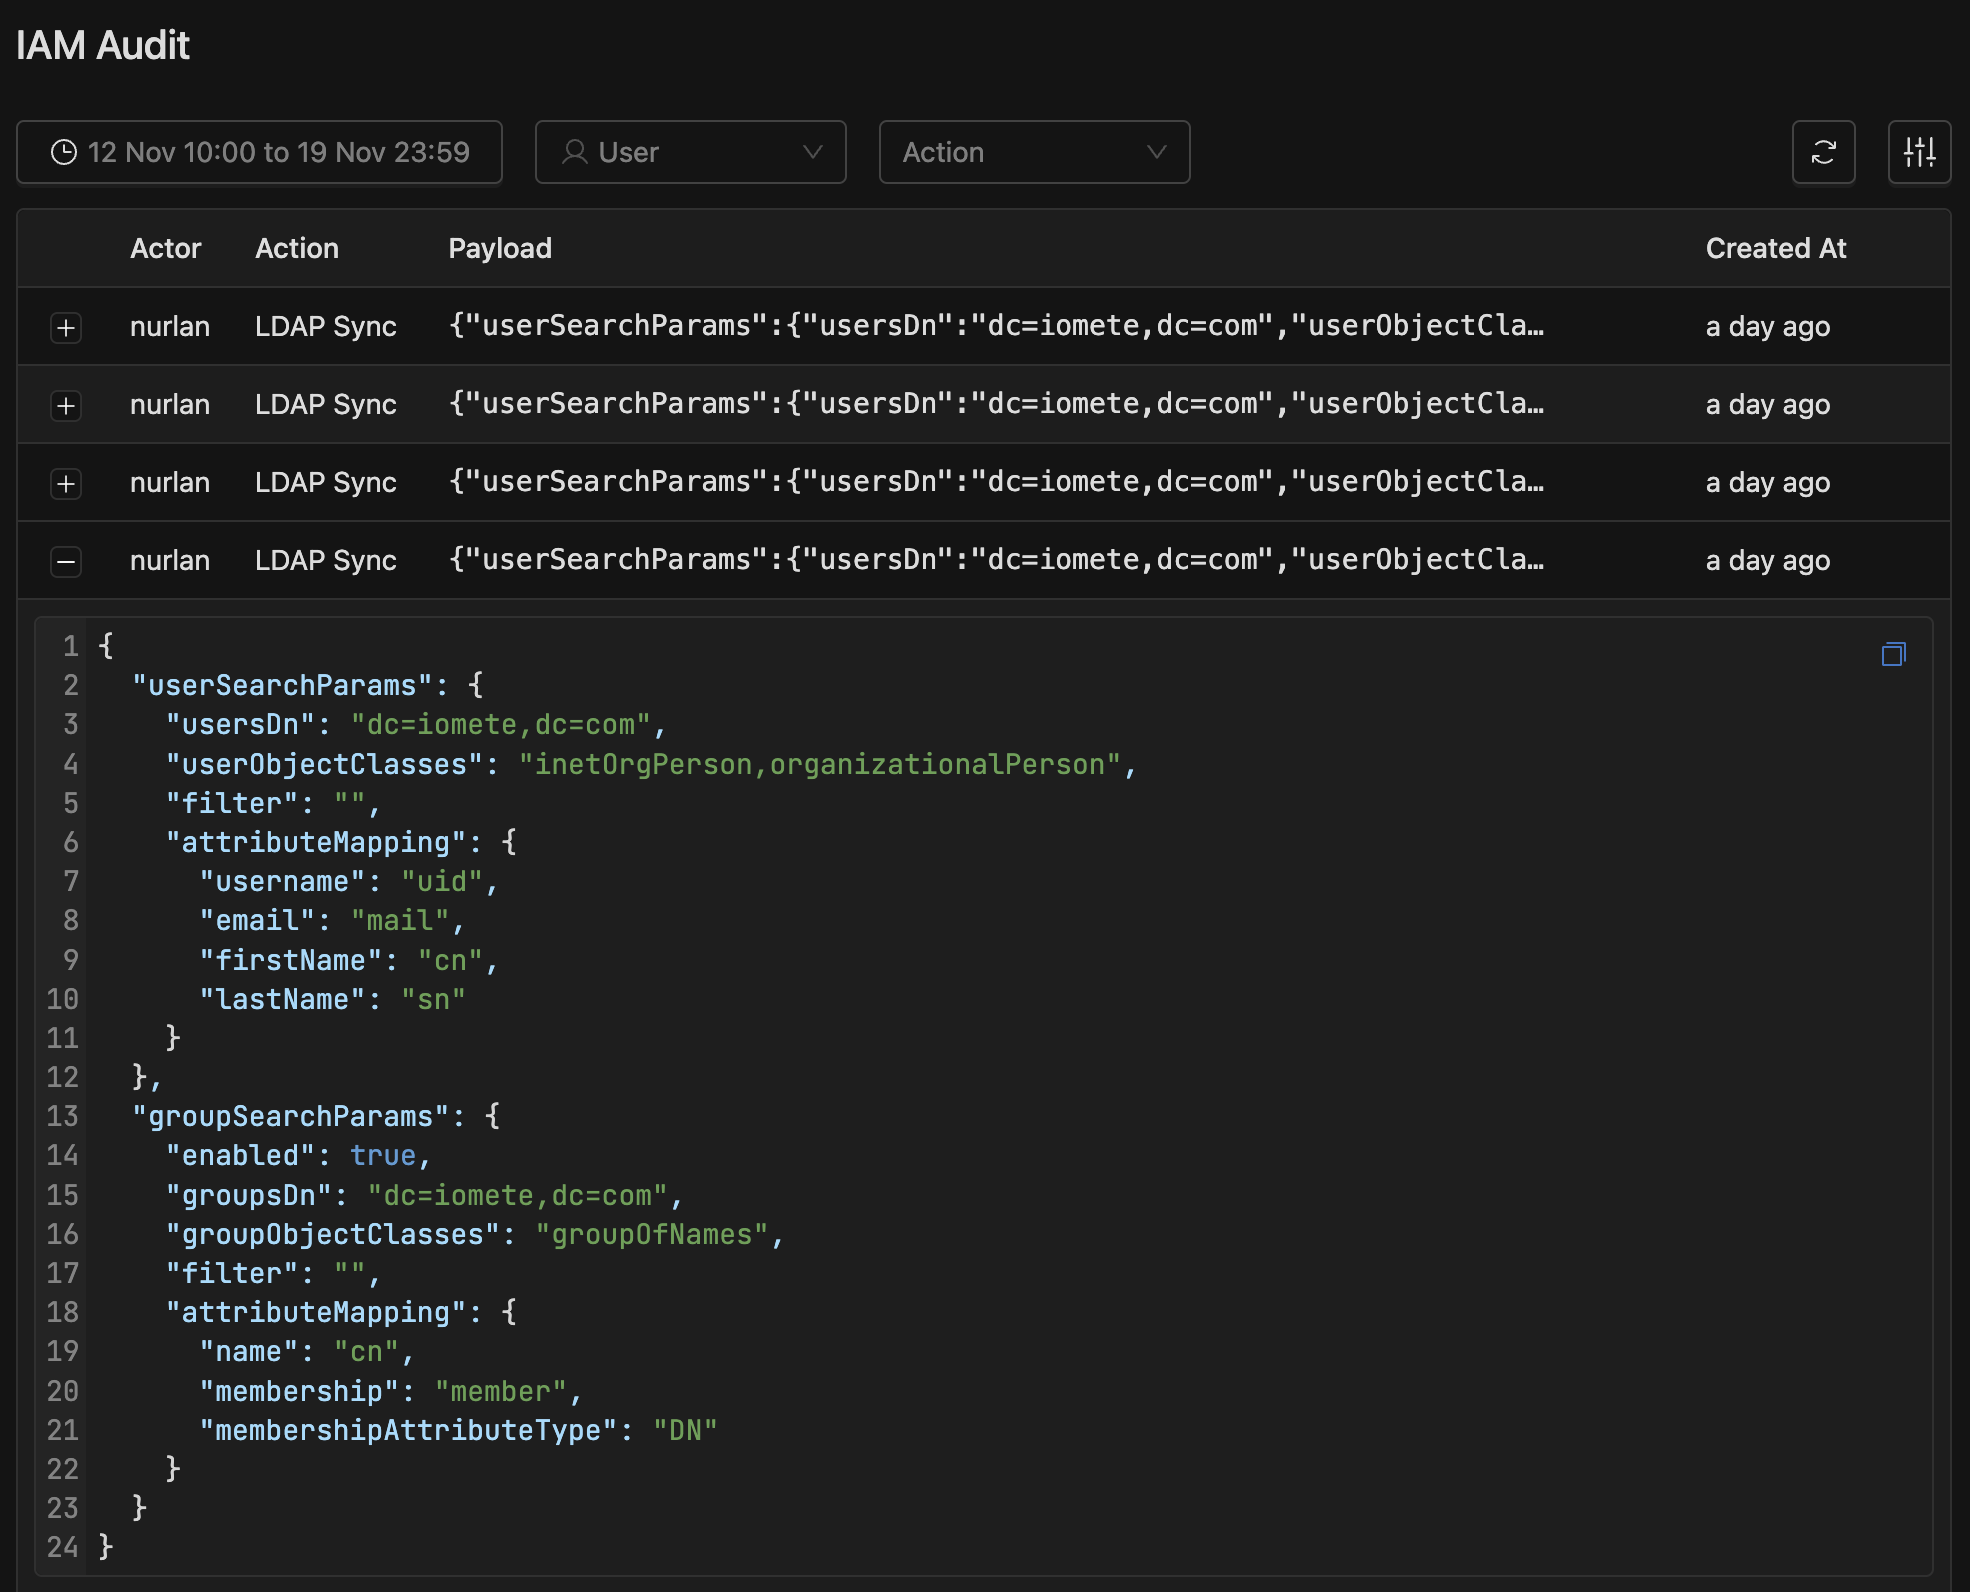 IAM Audit
12 Nov 10:00 to 19 Nov 23:59 User Action
Actor Action Payload Created At
nurlan LDAP Sync {"userSearchParams":{"usersDn":"dc=iomete,dc=com","userObjectCla… a day ago
nurlan LDAP Sync {"userSearchParams":{"usersDn":"dc=iomete,dc=com","userObjectCla… a day ago
nurlan LDAP Sync {"userSearchParams":{"usersDn":"dc=iomete,dc=com","userObjectCla… a day ago
nurlan LDAP Sync {"userSearchParams":{"usersDn":"dc=iomete,dc=com","userObjectCla… a day ago
1 {
2   "userSearchParams": {
3     "usersDn": "dc=iomete,dc=com",
4     "userObjectClasses": "inetOrgPerson,organizationalPerson",
5     "filter": "",
6     "attributeMapping": {
7       "username": "uid",
8       "email": "mail",
9       "firstName": "cn",
10       "lastName": "sn"
11     }
12   },
13   "groupSearchParams": {
14     "enabled": true,
15     "groupsDn": "dc=iomete,dc=com",
16     "groupObjectClasses": "groupOfNames",
17     "filter": "",
18     "attributeMapping": {
19       "name": "cn",
20       "membership": "member",
21       "membershipAttributeType": "DN"
22     }
23   }
24 }